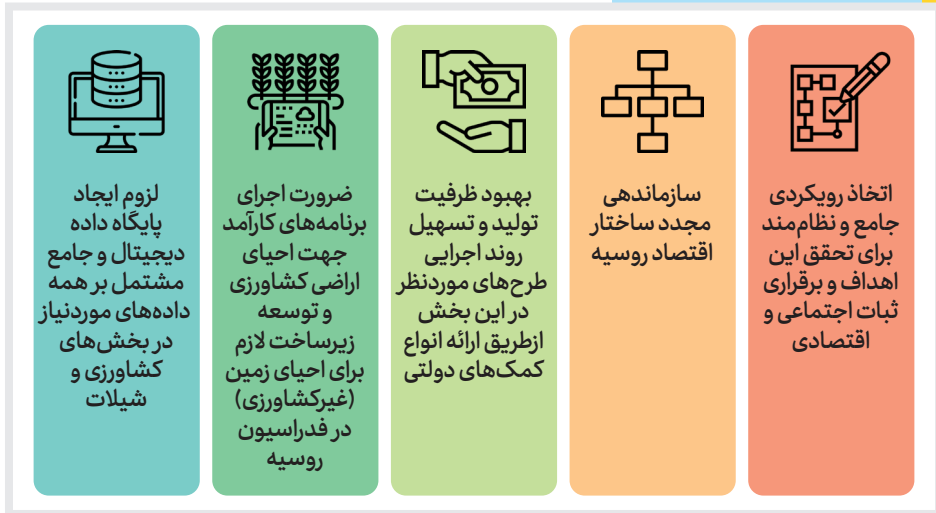 اتخاذ رویکردی
جامع و نظام‌مند
برای تحقق این
اهداف و برقراری
ثبات اجتماعی و
اقتصادی
سازماندهی
مجدد ساختار
اقتصاد روسیه
بهبود ظرفیت
تولید و تسهیل
روند اجرایی
طرح‌های موردنظر
در این بخش
ازطریق ارائه انواع
کمک‌های دولتی
ضرورت اجرای
برنامه‌های کارآمد
جهت احیای
اراضی کشاورزی
و توسعه
زیرساخت لازم
برای احیای زمین
(غیرکشاورزی)
در فدراسیون
روسیه
لزوم ایجاد
پایگاه داده
دیجیتال و جامع
مشتمل بر همه
داده‌های موردنیاز
در بخش‌های
کشاورزی و
شیلات